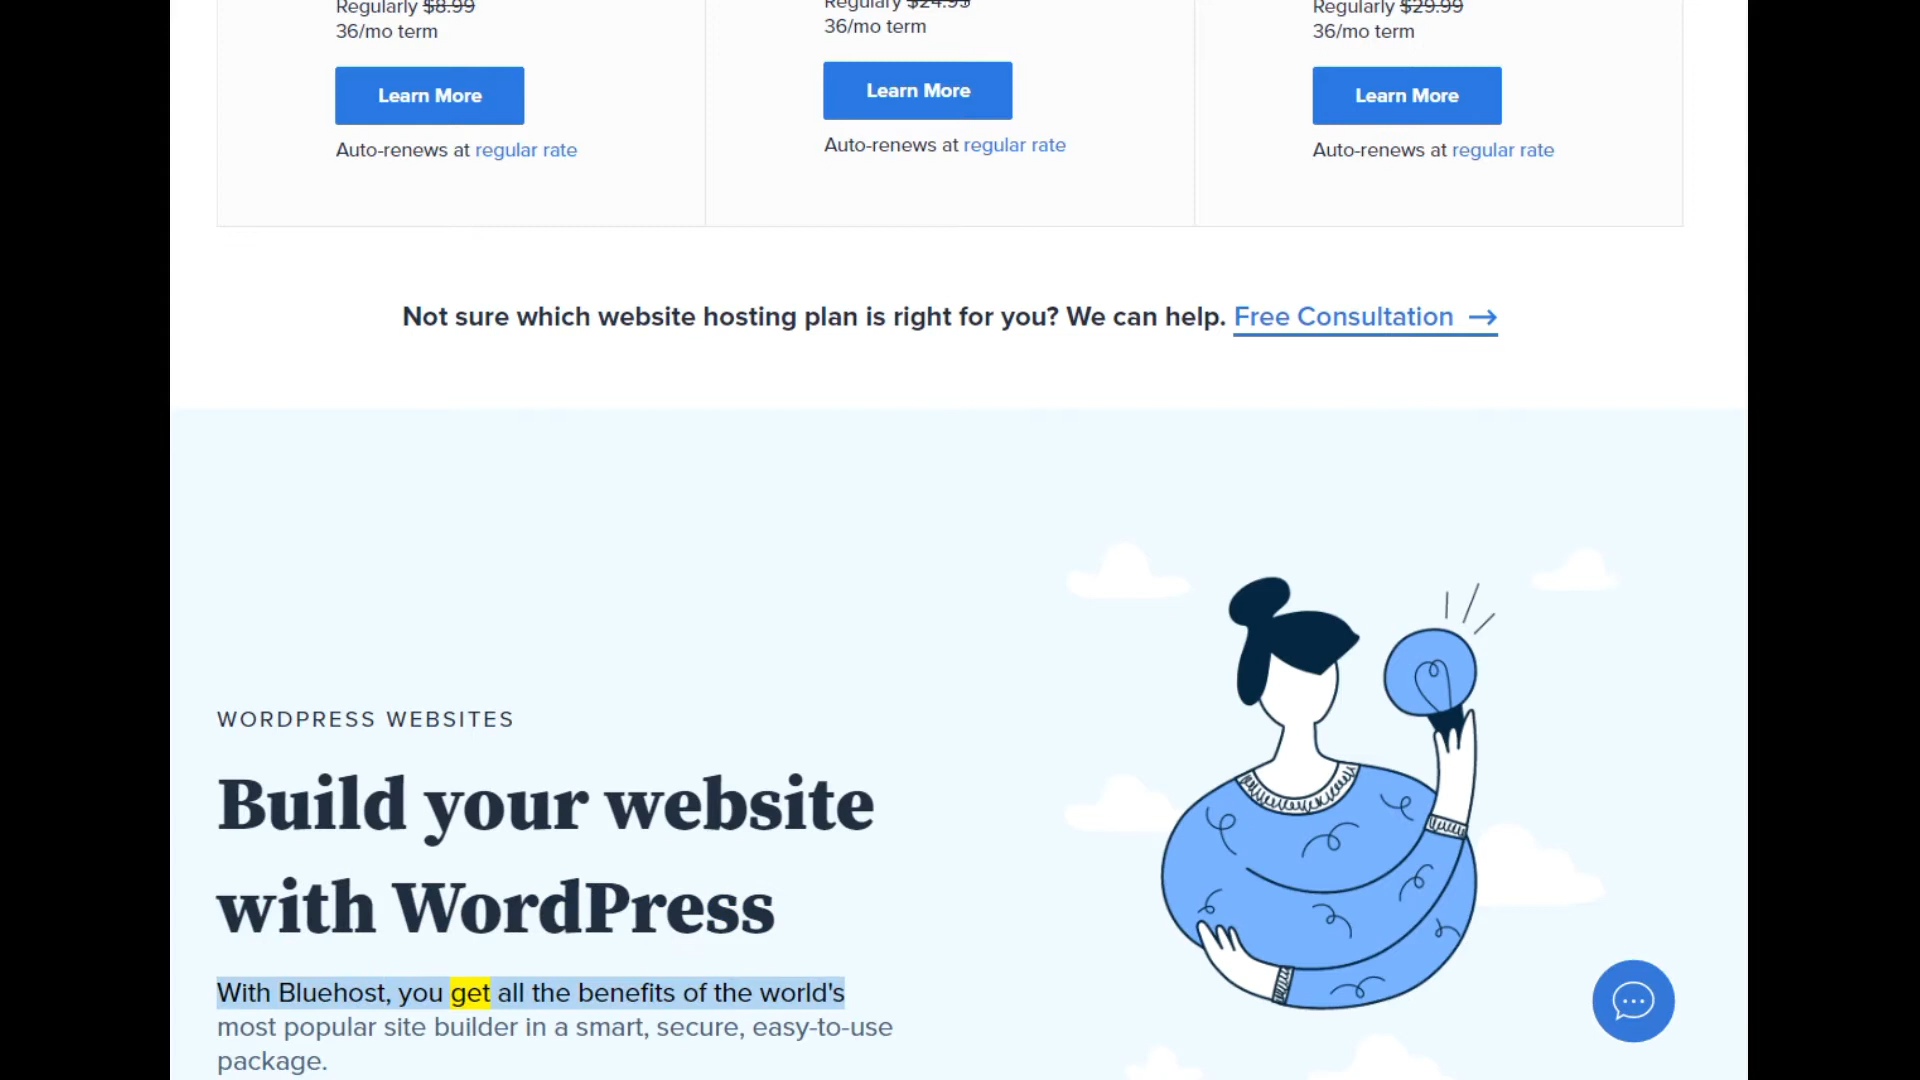 Regularly $8.99
36/mo term
Learn More
Auto-renews at regular rate
Regulary $24.95
36/mo term
Learn More
Auto-renews at regular rate
Regularly $29.99
36/mo term
Learn More
Auto-renews at regular rate
Not sure which website hosting plan is right for you? We can help. Free Consultation →
WORDPRESS WEBSITES
Build your website
with WordPress
With Bluehost, you get all the benefits of the world's
most popular site builder in a smart, secure, easy-to-use
package.